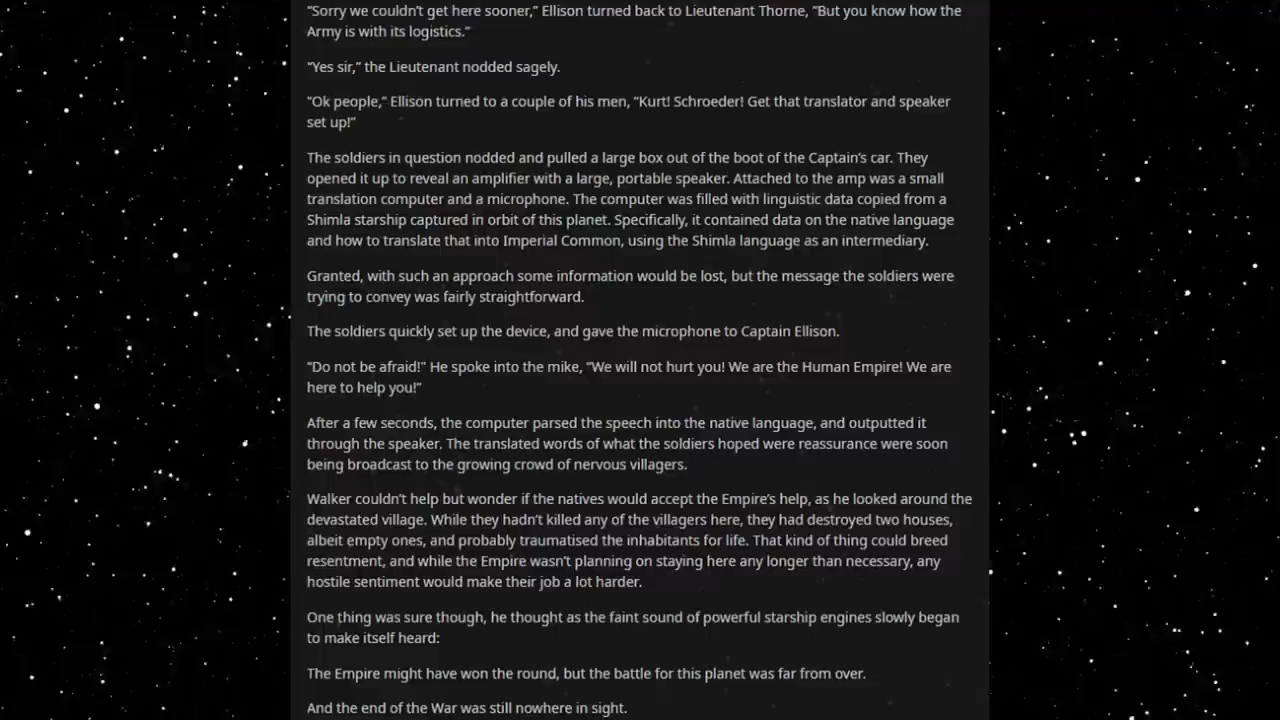 “Sorry we couldn’t get here sooner,” Ellison turned back to Lieutenant Thorne, “But you know how the
Army is with its logistics.”
“Yes sir,” the Lieutenant nodded sagely.
“Ok people,” Ellison turned to a couple of his men, “Kurt! Schroeder! Get that translator and speaker
set up!”
The soldiers in question nodded and pulled a large box out of the boot of the Captain’s car. They
opened it up to reveal an amplifier with a large, portable speaker. Attached to the amp was a small
translation computer and a microphone. The computer was filled with linguistic data copied from a
Shimla starship captured in orbit of this planet. Specifically, it contained data on the native language
and how to translate that into Imperial Common, using the Shimla language as an intermediary.
Granted, with such an approach some information would be lost, but the message the soldiers were
trying to convey was fairly straightforward.
The soldiers quickly set up the device, and gave the microphone to Captain Ellison.
“Do not be afraid!” He spoke into the mike, “We will not hurt you! We are the Human Empire! We are
here to help you!”
After a few seconds, the computer parsed the speech into the native language, and outputted it
through the speaker. The translated words of what the soldiers hoped were reassurance were soon
being broadcast to the growing crowd of nervous villagers.
Walker couldn’t help but wonder if the natives would accept the Empire’s help, as he looked around the
devastated village. While they hadn’t killed any of the villagers here, they had destroyed two houses,
albeit empty ones, and probably traumatised the inhabitants for life. That kind of thing could breed
resentment, and while the Empire wasn’t planning on staying here any longer than necessary, any
hostile sentiment would make their job a lot harder.
One thing was sure though, he thought as the faint sound of powerful starship engines slowly began
to make itself heard:
The Empire might have won the round, but the battle for this planet was far from over.
And the end of the War was still nowhere in sight.